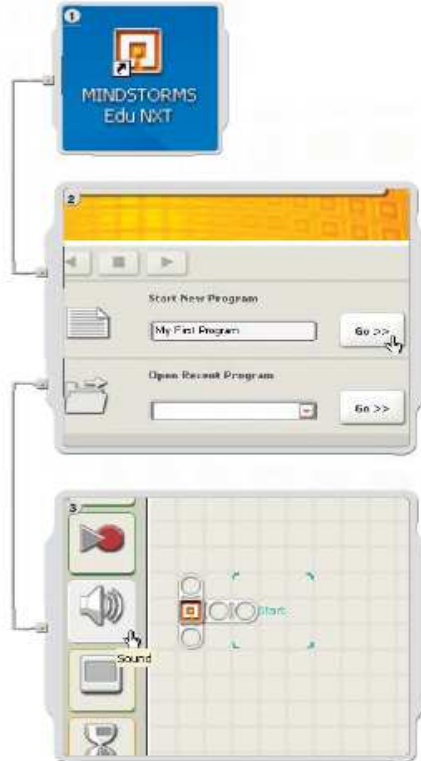 1
MINDSTORMS
Edu NXT
2
Start New Program
My First Program
Go >>
Open Recent Program
Go >>
3
Start
Sound